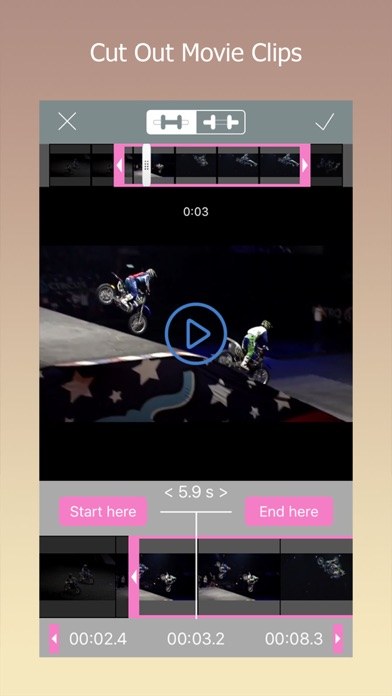 Cut Out Movie Clips
0:03
< 5.9 s >
Start here
End here
00:02.4 00:03.2 00:08.3